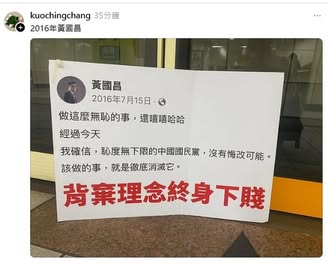 kuochingchang 35分鐘
2016年黃國昌
黃國昌
2016年7月15日·
做這麼無恥的事，還嘻嘻哈哈
經過今天
我確信，恥度無下限的中國國民黨，沒有悔改可能。
該做的事，就是徹底消滅它。
背棄理念終身下賤